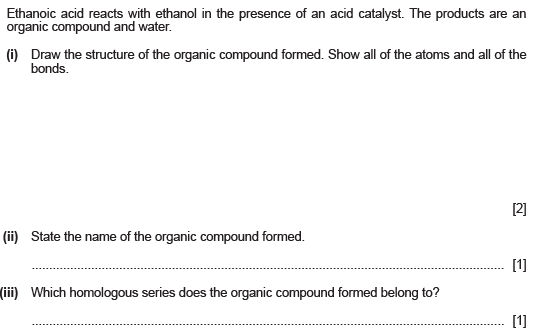 Ethanoic acid reacts with ethanol in the presence of an acid catalyst. The products are an
organic compound and water.
(i) Draw the structure of the organic compound formed. Show all of the atoms and all of the
bonds.
[2]
(ii) State the name of the organic compound formed.
...................................................................................................................................... [1]
(iii) Which homologous series does the organic compound formed belong to?
...................................................................................................................................... [1]